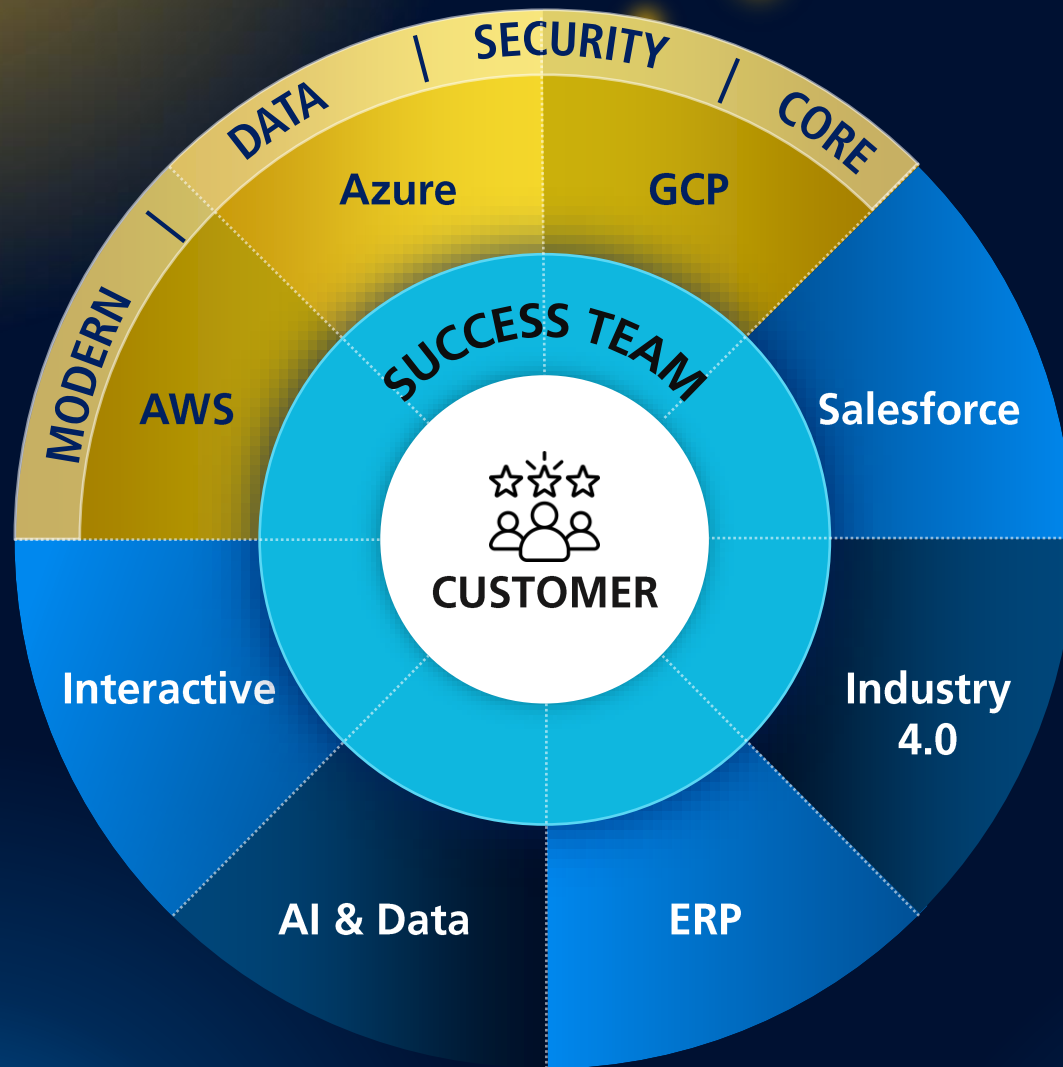 MODERN | DATA | SECURITY | CORE
Azure
GCP
AWS
SUCCESS TEAM
Salesforce
CUSTOMER
Interactive
Industry
4.0
AI & Data
ERP